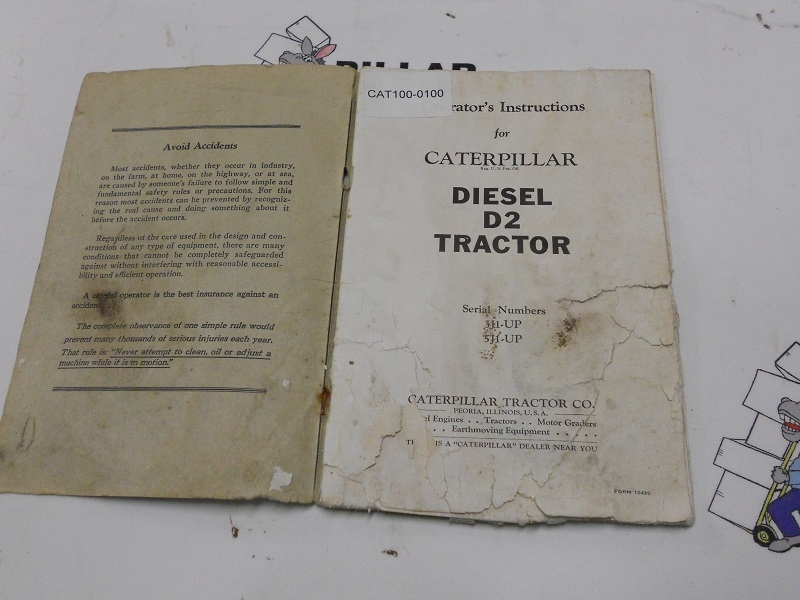 PILLAR
Avoid Accidents
Most accidents, whether they occur in industry,
on the farm, at home, on the highway, or at sea,
are caused by someone's failure to follow simple and
fundamental safety rules or precautions. For this
reason most accidents can be prevented by recogniz-
ing the real cause and doing something about it
before the accident occurs.
Regardless of the care used in the design and con-
struction of any type of equipment, there are many
conditions that cannot be completely safeguarded
against without interfering with reasonable accessi-
bility and efficient operation.
A careful operator is the best insurance against an
accident.
The complete observance of one simple rule would
prevent many thousands of serious injuries each year.
That rule is: "Never attempt to clean, oil or adjust a
machine while it is in motion."
CAT100-0100
rator's Instructions
for
CATERPILLAR
Reg. U. S. Pat. Off.
DIESEL
D2
TRACTOR
Serial Numbers
3J1-UP
5J1-UP
CATERPILLAR TRACTOR CO.
PEORIA, ILLINOIS, U.S.A.
el Engines . . Tractors . . Motor Graders
. . Earthmoving Equipment . . . . .
IS A "CATERPILLAR" DEALER NEAR YOU
FORM 10430